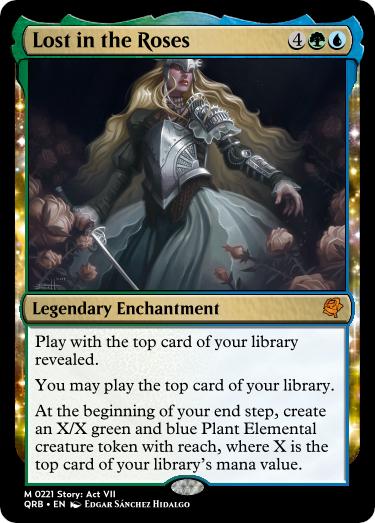 Lost in the Roses 4
Legendary Enchantment
Play with the top card of your library
revealed.
You may play the top card of your library.
At the beginning of your end step, create
an X/X green and blue Plant Elemental
creature token with reach, where X is the
top card of your library's mana value.
M 0221 Story: Act VII
QRB • EN Edgar Sánchez Hidalgo